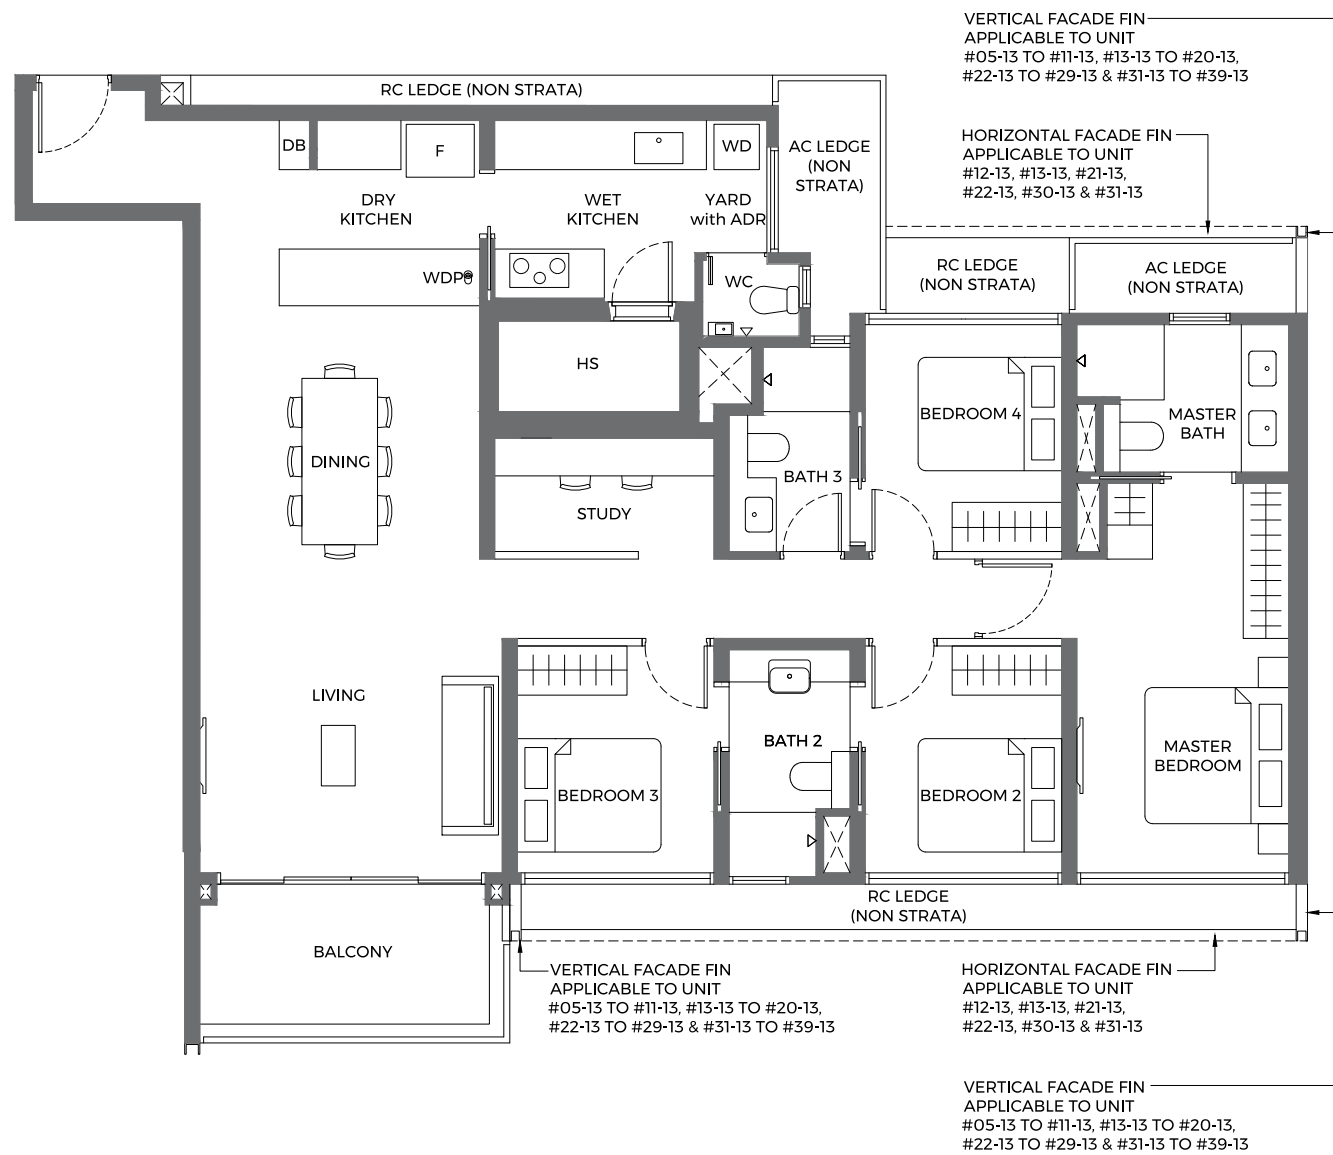 VERTICAL FACADE FIN
APPLICABLE TO UNIT
#05-13 TO #11-13, #13-13 TO #20-13,
#22-13 TO #29-13 & #31-13 TO #39-13
RC LEDGE (NON STRATA)
HORIZONTAL FACADE FIN
APPLICABLE TO UNIT
#12-13, #13-13, #21-13,
#22-13, #30-13 & #31-13
DB
F
WD
AC LEDGE
(NON
STRATA)
DRY
KITCHEN
WET
KITCHEN
YARD
with ADR
WDP
WC
RC LEDGE
(NON STRATA)
AC LEDGE
(NON STRATA)
HS
BEDROOM 4
MASTER
BATH
DINING
BATH 3
STUDY
LIVING
BATH 2
MASTER
BEDROOM
BEDROOM 3
BEDROOM 2
RC LEDGE
(NON STRATA)
BALCONY
VERTICAL FACADE FIN
APPLICABLE TO UNIT
#05-13 TO #11-13, #13-13 TO #20-13,
#22-13 TO #29-13 & #31-13 TO #39-13
HORIZONTAL FACADE FIN
APPLICABLE TO UNIT
#12-13, #13-13, #21-13,
#22-13, #30-13 & #31-13
VERTICAL FACADE FIN
APPLICABLE TO UNIT
#05-13 TO #11-13, #13-13 TO #20-13,
#22-13 TO #29-13 & #31-13 TO #39-13